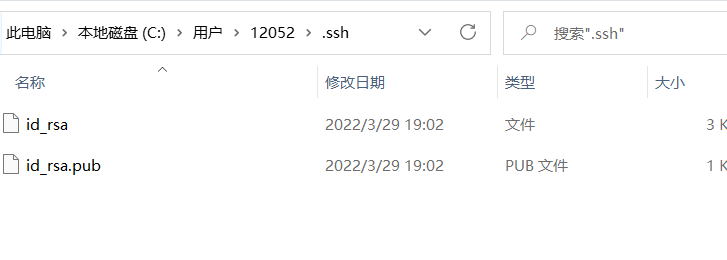 此电脑 > 本地磁盘 (C:) > 用户 > 12052 > .ssh 搜索".ssh"
名称 修改日期 类型 大小
id_rsa 2022/3/29 19:02 文件 3 K
id_rsa.pub 2022/3/29 19:02 PUB 文件 1 K